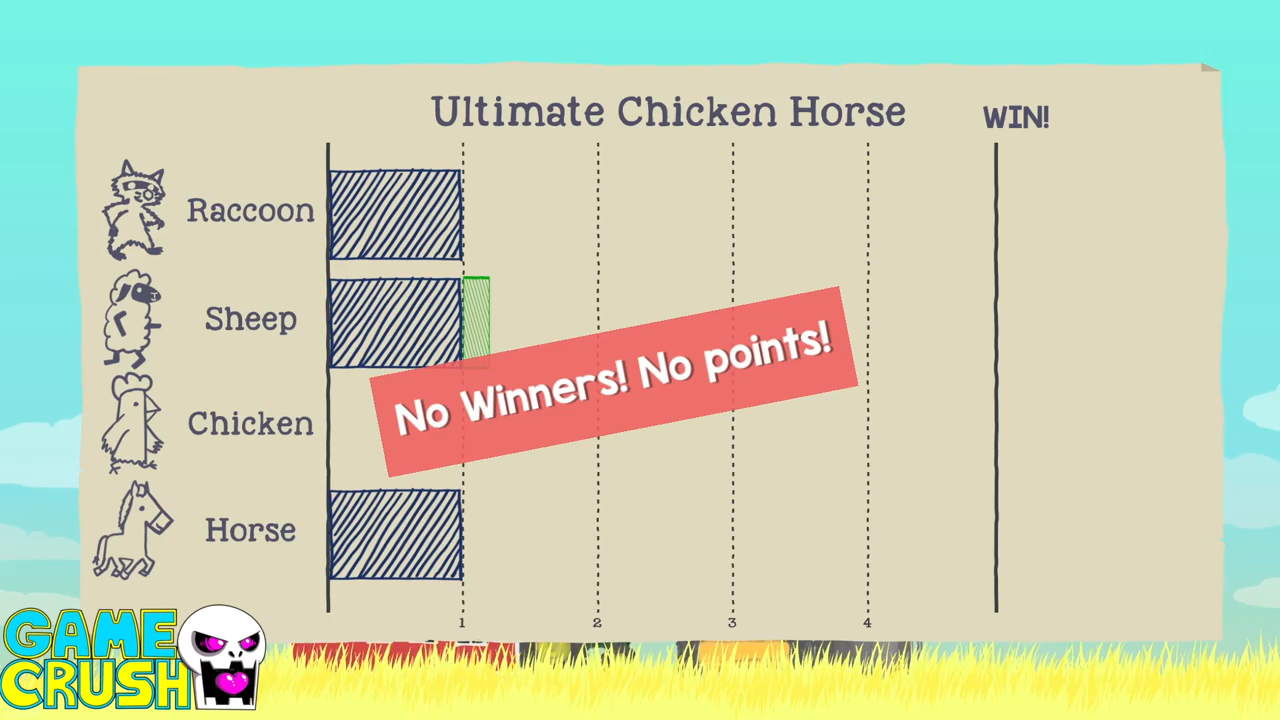 Ultimate Chicken Horse
WIN!
Raccoon
Sheep
No Winners! No points!
Chicken
Horse
1 2 3 4
GAME
CRUSH